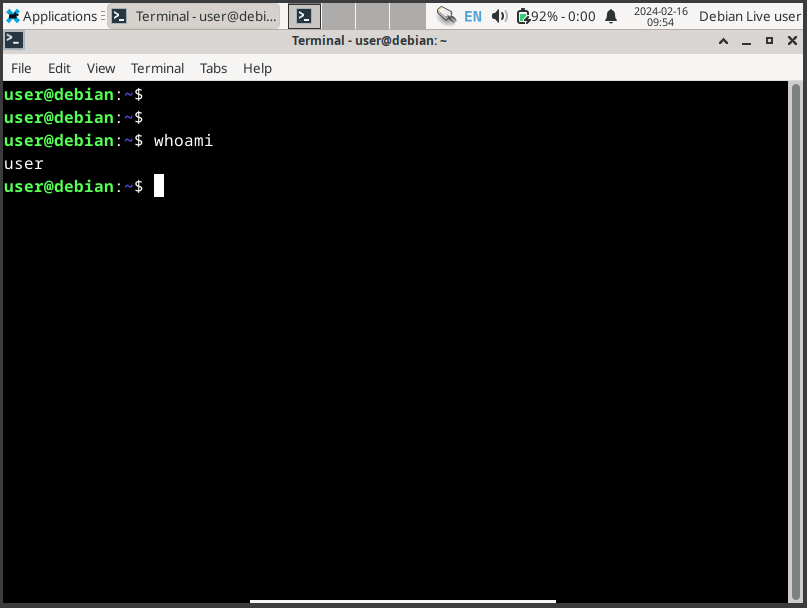 Applications Terminal - user@debi... EN 92% - 0:00 2024-02-16 09:54 Debian Live user
Terminal - user@debian: ~
File Edit View Terminal Tabs Help
user@debian:~$
user@debian:~$
user@debian:~$ whoami
user
user@debian:~$